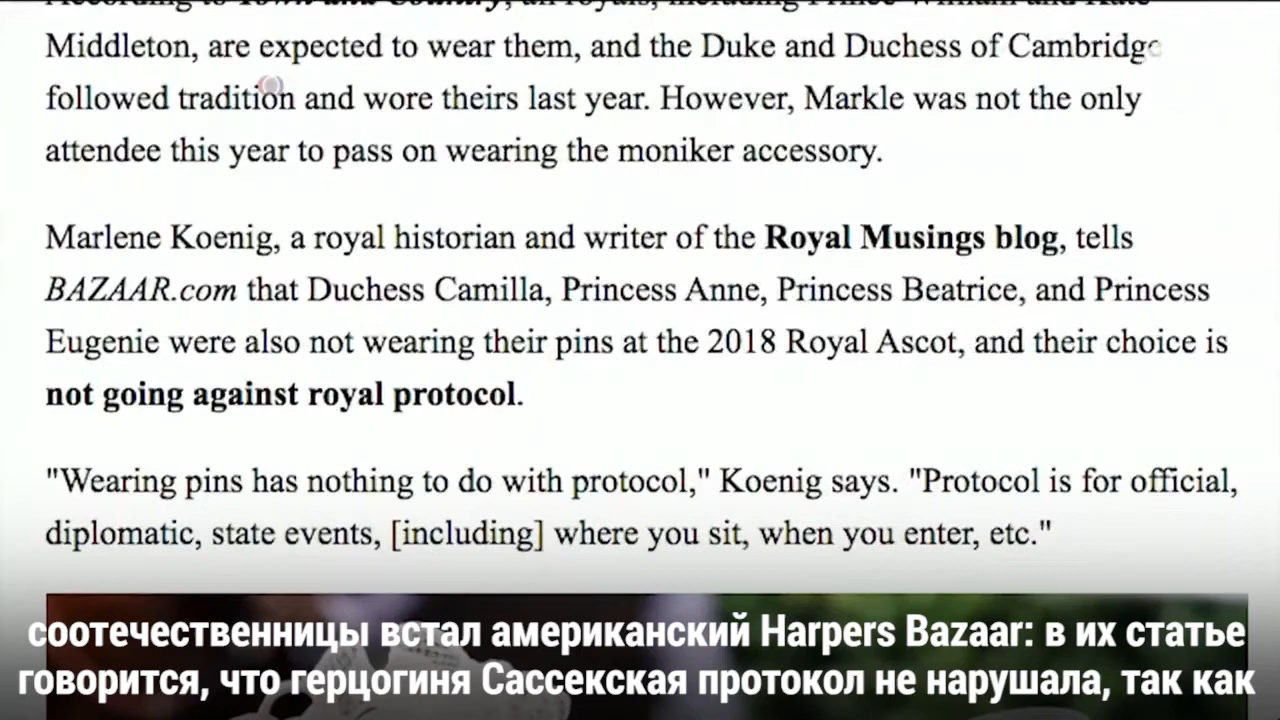 Middleton, are expected to wear them, and the Duke and Duchess of Cambridge
followed tradition and wore theirs last year. However, Markle was not the only
attendee this year to pass on wearing the moniker accessory.
Marlene Koenig, a royal historian and writer of the Royal Musings blog, tells
BAZAAR.com that Duchess Camilla, Princess Anne, Princess Beatrice, and Princess
Eugenie were also not wearing their pins at the 2018 Royal Ascot, and their choice is
not going against royal protocol.
"Wearing pins has nothing to do with protocol," Koenig says. "Protocol is for official,
diplomatic, state events, [including] where you sit, when you enter, etc."
соотечественницы встал американский Harpers Bazaar: в их статье
говорится, что герцогиня Сассекская протокол не нарушала, так как